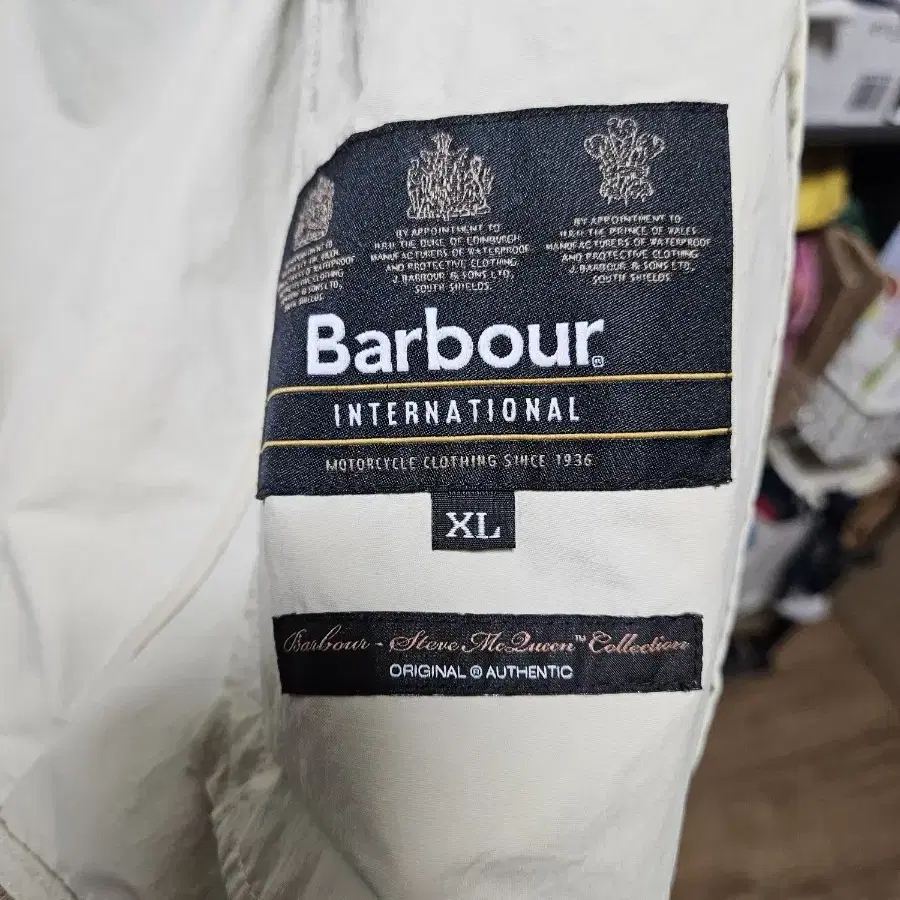 BY APPOINTMENT TO
H.R.H. THE DUKE OF EDINBURGH
MANUFACTURERS OF WATERPROOF
AND PROTECTIVE CLOTHING
J. BARBOUR & SONS LTD.,
SOUTH SHIELDS.
BY APPOINTMENT TO
H.R.H. THE PRINCE OF WALES
MANUFACTURERS OF WATERPROOF
AND PROTECTIVE CLOTHING
J. BARBOUR & SONS LTD.,
SOUTH SHIELDS.
Barbour®
INTERNATIONAL
MOTORCYCLE CLOTHING SINCE 1936
XL
Barbour - Steve McQueen™ Collection
ORIGINAL ® AUTHENTIC